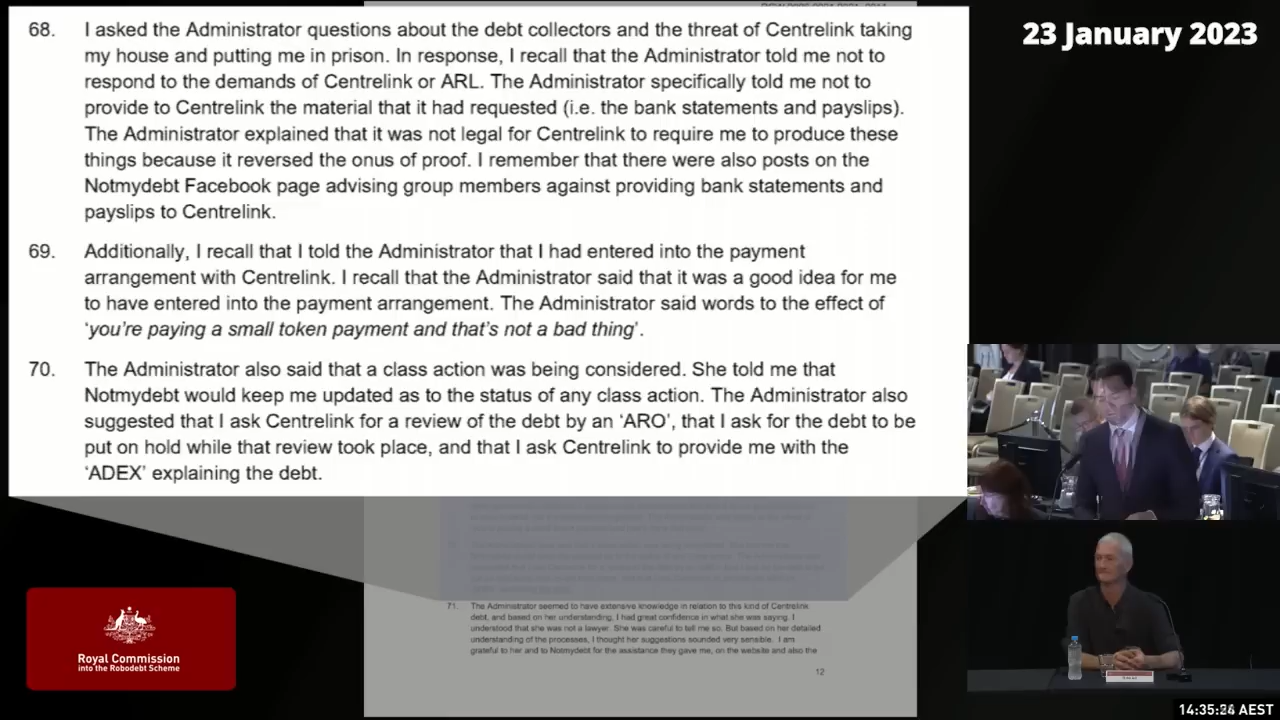 23 January 2023
68. I asked the Administrator questions about the debt collectors and the threat of Centrelink taking
my house and putting me in prison. In response, I recall that the Administrator told me not to
respond to the demands of Centrelink or ARL. The Administrator specifically told me not to
provide to Centrelink the material that it had requested (i.e. the bank statements and payslips).
The Administrator explained that it was not legal for Centrelink to require me to produce these
things because it reversed the onus of proof. I remember that there were also posts on the
Notmydebt Facebook page advising group members against providing bank statements and
payslips to Centrelink.
69. Additionally, I recall that I told the Administrator that I had entered into the payment
arrangement with Centrelink. I recall that the Administrator said that it was a good idea for me
to have entered into the payment arrangement. The Administrator said words to the effect of
‘you’re paying a small token payment and that’s not a bad thing’.
70. The Administrator also said that a class action was being considered. She told me that
Notmydebt would keep me updated as to the status of any class action. The Administrator also
suggested that I ask Centrelink for a review of the debt by an ‘ARO’, that I ask for the debt to be
put on hold while that review took place, and that I ask Centrelink to provide me with the
‘ADEX’ explaining the debt.
71. The Administrator seemed to have extensive knowledge in relation to this kind of Centrelink
debt, and based on her understanding, I had great confidence in what she was saying. I
understood that she was not a lawyer. She was careful to tell me so. But based on her detailed
understanding of the processes, I thought her suggestions sounded very sensible. I am
grateful to her and to Notmydebt for the assistance they gave me, on the website and also the
12
Royal Commission
into the Robodebt Scheme
AEST